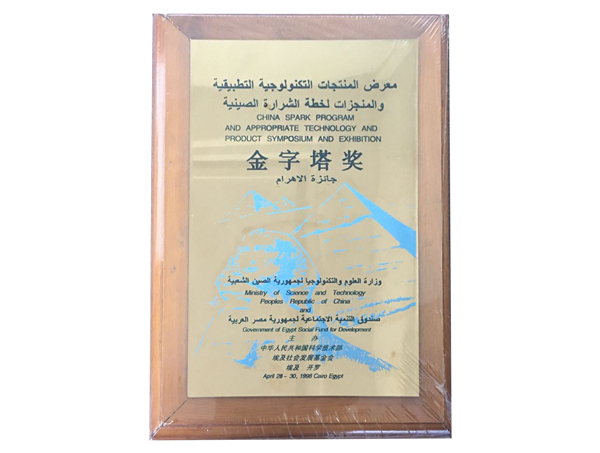 معرض المنتجات التكنولوجية التطبيقية
والمنجزات لخطة الشرارة الصينية
CHINA SPARK PROGRAM
AND APPROPRIATE TECHNOLOGY AND
PRODUCT SYMPOSIUM AND EXHIBITION
金字塔奖
جائزة الاهرام
وزارة العلوم والتكنولوجيا لجمهورية الصين الشعبية
Ministry of Science and Technology
Peoples Republic of China
and
صندوق التنمية الاجتماعية لجمهورية مصر العربية
Government of Egypt Social Fund for Development
主 办
中华人民共和国科学技术部
埃及社会发展基金会
埃及 开罗
April 28 - 30, 1998 Cairo Egypt